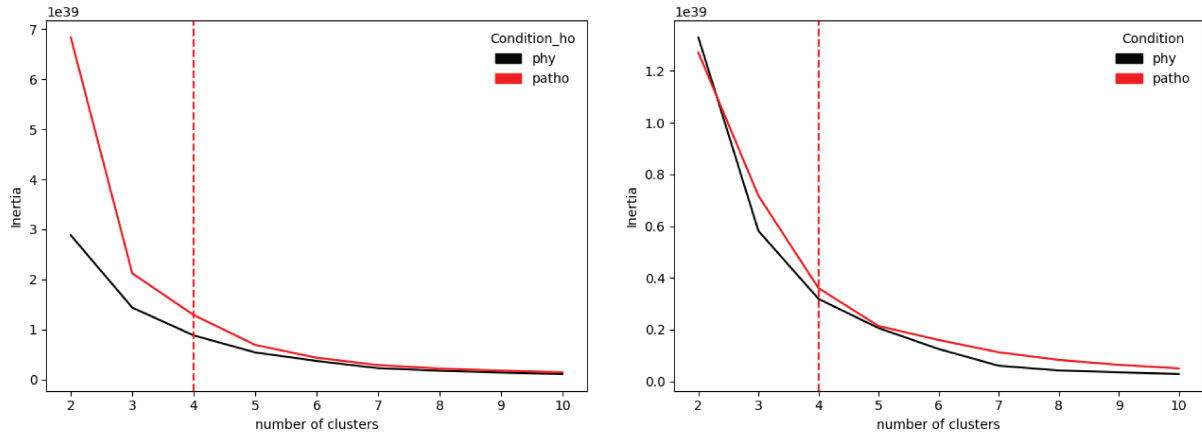 1e39
Condition_ho
phy
patho
7
6
5
4
3
2
1
0
Inertia
2 3 4 5 6 7 8 9 10
number of clusters
1e39
Condition
phy
patho
1.2
1.0
0.8
0.6
0.4
0.2
0.0
Inertia
2 3 4 5 6 7 8 9 10
number of clusters